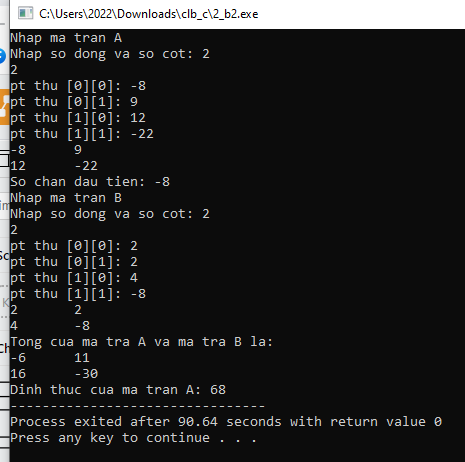 C:\Users\2022\Downloads\clb_c\2_b2.exe
Nhap ma tran A
Nhap so dong va so cot: 2
2
pt thu [0][0]: -8
pt thu [0][1]: 9
pt thu [1][0]: 12
pt thu [1][1]: -22
-8 9
12 -22
So chan dau tien: -8
Nhap ma tran B
Nhap so dong va so cot: 2
2
pt thu [0][0]: 2
pt thu [0][1]: 2
pt thu [1][0]: 4
pt thu [1][1]: -8
2 2
4 -8
Tong cua ma tra A va ma tra B la:
-6 11
16 -30
Dinh thuc cua ma tran A: 68
--------------------------------
Process exited after 90.64 seconds with return value 0
Press any key to continue . . .